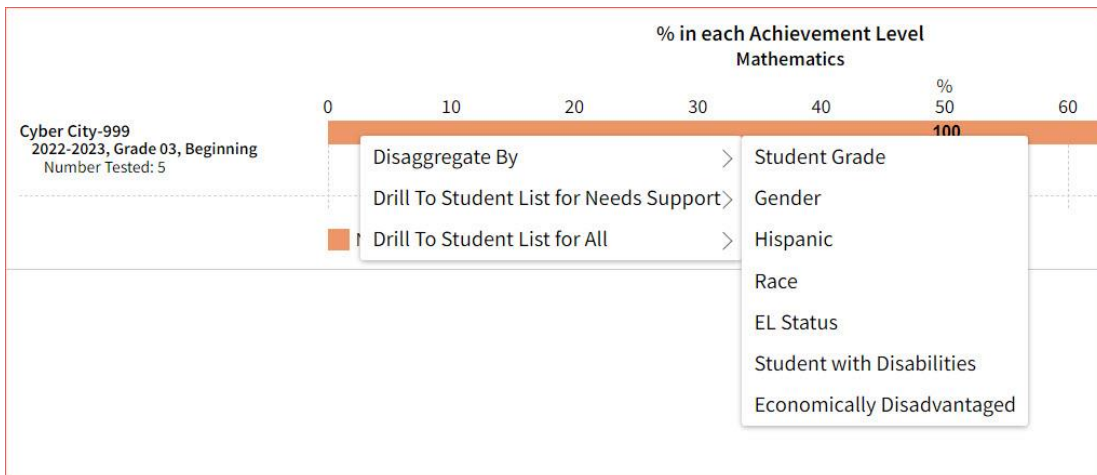 % in each Achievement Level
Mathematics
%
0 10 20 30 40 50 60
Cyber City-999
100
2022-2023, Grade 03, Beginning
Number Tested: 5
Disaggregate By
Drill To Student List for Needs Support
Drill To Student List for All
Student Grade
Gender
Hispanic
Race
EL Status
Student with Disabilities
Economically Disadvantaged